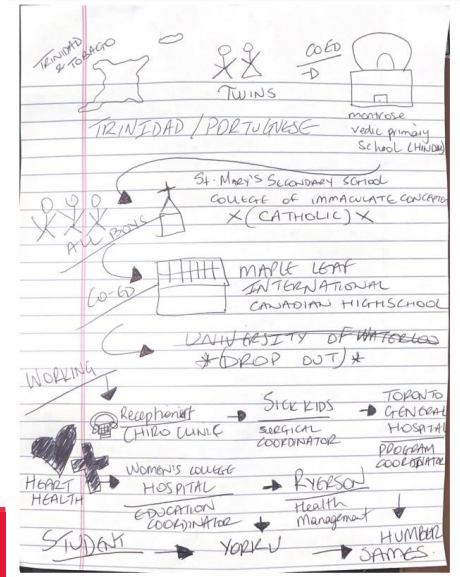 TRINIDAD
& TOBAGO
COED
TWINS
montrose
vedic primary
School (HINDU)
TRINIDAD / PORTUGUESE
St. Mary's Secondary School
COLLEGE OF IMMACULATE CONCEPTION
X (CATHOLIC) X
ALL BOYS
CO-ED
MAPLE LEAF
INTERNATIONAL
CANADIAN HIGHSCHOOL
UNIVERSITY OF WATERLOO
*(DROP OUT)*
WORKING
Receptionist
CHIRO CLINIC
SICK KIDS
SURGICAL
COORDINATOR
TORONTO
GENERAL
HOSPITAL
PROGRAM
COORDINATOR
HEART
HEALTH
WOMEN'S COLLEGE
HOSPITAL
EDUCATION
COORDINATOR
RYERSON
Health
Management
STUDENT
YORK U
HUMBER
JAMES